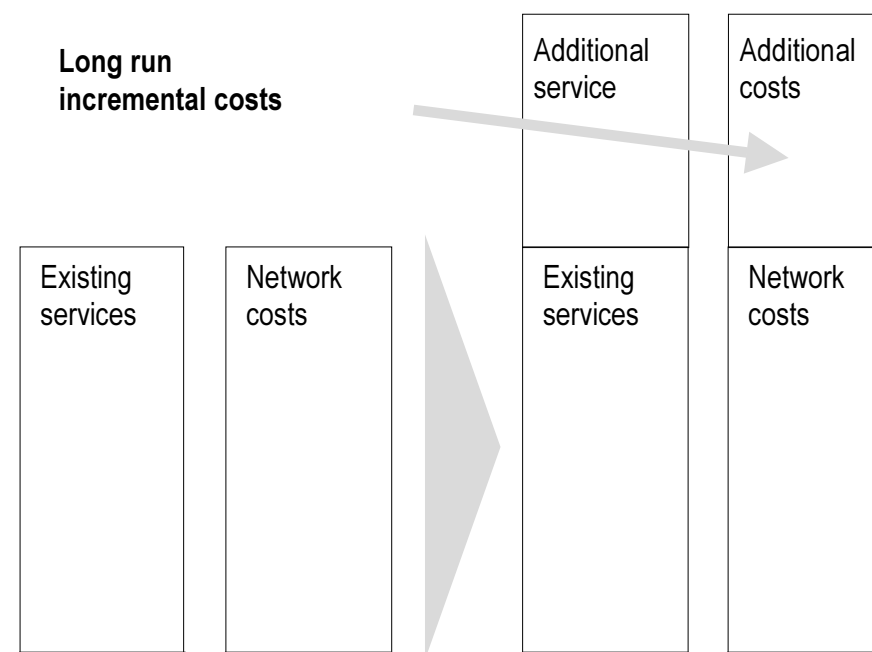 Long run
incremental costs
Additional
service
Additional
costs
Existing
services
Network
costs
Existing
services
Network
costs